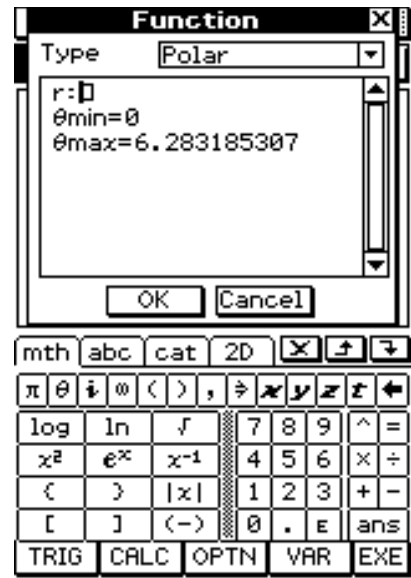 Function
Type Polar
r:
θmin=0
θmax=6.283185307
OK Cancel
mth abc cat 2D
π θ i ∞ ( ) , ⇒ x y z t
log ln √ 7 8 9 ^ =
x² eˣ x⁻¹ 4 5 6 × ÷
( ) |x| 1 2 3 + −
[ ] (−) 0 . E ans
TRIG CALC OPTN VAR EXE